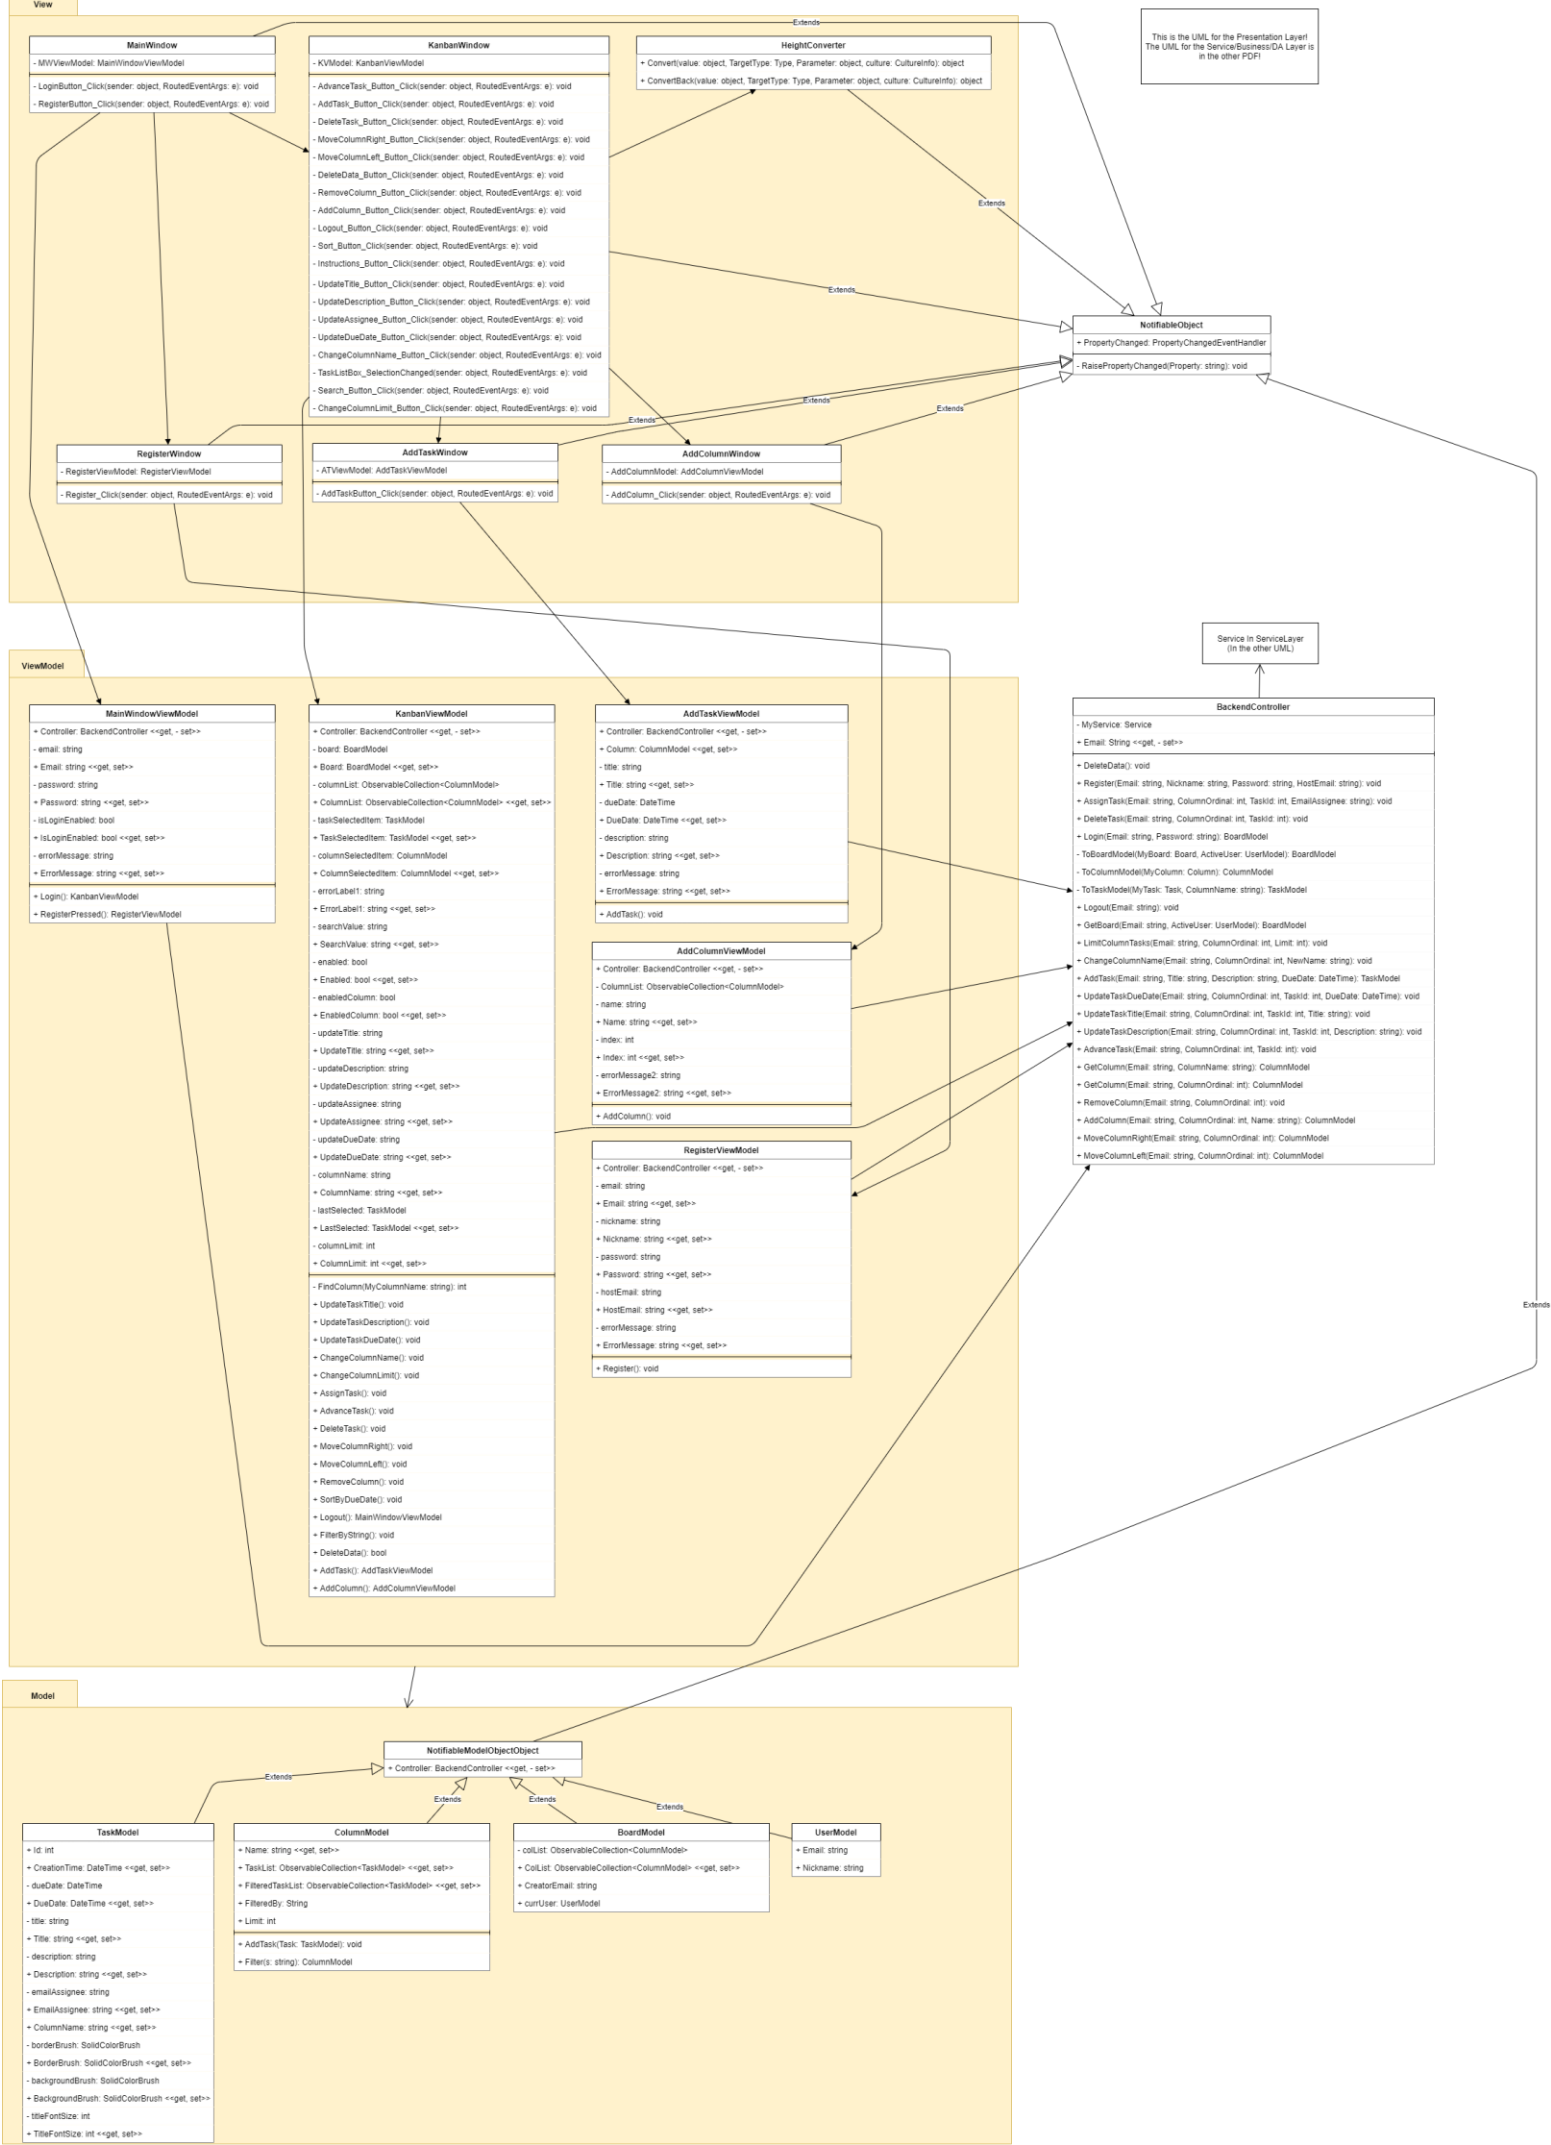 View
This is the UML for the Presentation Layer!
The UML for the Service/Business/DA Layer is
in the other PDF!
MainWindow
- MWViewModel: MainWindowViewModel
- LoginButton_Click(sender: object, RoutedEventArgs: e): void
- RegisterButton_Click(sender: object, RoutedEventArgs: e): void
KanbanWindow
- KVModel: KanbanViewModel
- AdvanceTask_Button_Click(sender: object, RoutedEventArgs: e): void
- AddTask_Button_Click(sender: object, RoutedEventArgs: e): void
- DeleteTask_Button_Click(sender: object, RoutedEventArgs: e): void
- MoveColumnRight_Button_Click(sender: object, RoutedEventArgs: e): void
- MoveColumnLeft_Button_Click(sender: object, RoutedEventArgs: e): void
- DeleteData_Button_Click(sender: object, RoutedEventArgs: e): void
- RemoveColumn_Button_Click(sender: object, RoutedEventArgs: e): void
- AddColumn_Button_Click(sender: object, RoutedEventArgs: e): void
- Logout_Button_Click(sender: object, RoutedEventArgs: e): void
- Sort_Button_Click(sender: object, RoutedEventArgs: e): void
- Instructions_Button_Click(sender: object, RoutedEventArgs: e): void
- UpdateTitle_Button_Click(sender: object, RoutedEventArgs: e): void
- UpdateDescription_Button_Click(sender: object, RoutedEventArgs: e): void
- UpdateAssignee_Button_Click(sender: object, RoutedEventArgs: e): void
- UpdateDueDate_Button_Click(sender: object, RoutedEventArgs: e): void
- ChangeColumnName_Button_Click(sender: object, RoutedEventArgs: e): void
- TaskListBox_SelectionChanged(sender: object, RoutedEventArgs: e): void
- Search_Button_Click(sender: object, RoutedEventArgs: e): void
- ChangeColumnLimit_Button_Click(sender: object, RoutedEventArgs: e): void
HeightConverter
+ Convert(value: object, TargetType: Type, Parameter: object, culture: CultureInfo): object
+ ConvertBack(value: object, TargetType: Type, Parameter: object, culture: CultureInfo): object
Extends
Extends
Extends
Extends
Extends
Extends
NotifiableObject
+ PropertyChanged: PropertyChangedEventHandler
- RaisePropertyChanged(Property: string): void
RegisterWindow
- RegisterViewModel: RegisterViewModel
- Register_Click(sender: object, RoutedEventArgs: e): void
AddTaskWindow
- ATViewModel: AddTaskViewModel
- AddTaskButton_Click(sender: object, RoutedEventArgs: e): void
AddColumnWindow
- AddColumnModel: AddColumnViewModel
- AddColumn_Click(sender: object, RoutedEventArgs: e): void
Service In ServiceLayer
(In the other UML)
ViewModel
MainWindowViewModel
+ Controller: BackendController <<get, - set>>
- email: string
+ Email: string <<get, set>>
- password: string
+ Password: string <<get, set>>
- isLoginEnabled: bool
+ IsLoginEnabled: bool <<get, set>>
- errorMessage: string
+ ErrorMessage: string <<get, set>>
+ Login(): KanbanViewModel
+ RegisterPressed(): RegisterViewModel
KanbanViewModel
+ Controller: BackendController <<get, - set>>
- board: BoardModel
+ Board: BoardModel <<get, set>>
- columnList: ObservableCollection<ColumnModel>
+ ColumnList: ObservableCollection<ColumnModel> <<get, set>>
- taskSelectedItem: TaskModel
+ TaskSelectedItem: TaskModel <<get, set>>
- columnSelectedItem: ColumnModel
+ ColumnSelectedItem: ColumnModel <<get, set>>
- errorLabel1: string
+ ErrorLabel1: string <<get, set>>
- searchValue: string
+ SearchValue: string <<get, set>>
- enabled: bool
+ Enabled: bool <<get, set>>
- enabledColumn: bool
+ EnabledColumn: bool <<get, set>>
- updateTitle: string
+ UpdateTitle: string <<get, set>>
- updateDescription: string
+ UpdateDescription: string <<get, set>>
- updateAssignee: string
+ UpdateAssignee: string <<get, set>>
- updateDueDate: string
+ UpdateDueDate: string <<get, set>>
- columnName: string
+ ColumnName: string <<get, set>>
- lastSelected: TaskModel
+ LastSelected: TaskModel <<get, set>>
- columnLimit: int
+ ColumnLimit: int <<get, set>>
- FindColumn(MyColumnName: string): int
+ UpdateTaskTitle(): void
+ UpdateTaskDescription(): void
+ UpdateTaskDueDate(): void
+ ChangeColumnName(): void
+ ChangeColumnLimit(): void
+ AssignTask(): void
+ AdvanceTask(): void
+ DeleteTask(): void
+ MoveColumnRight(): void
+ MoveColumnLeft(): void
+ RemoveColumn(): void
+ SortByDueDate(): void
+ Logout(): MainWindowViewModel
+ FilterByString(): void
+ DeleteData(): bool
+ AddTask(): AddTaskViewModel
+ AddColumn(): AddColumnViewModel
AddTaskViewModel
+ Controller: BackendController <<get, - set>>
+ Column: ColumnModel <<get, set>>
- title: string
+ Title: string <<get, set>>
- dueDate: DateTime
+ DueDate: DateTime <<get, set>>
- description: string
+ Description: string <<get, set>>
- errorMessage: string
+ ErrorMessage: string <<get, set>>
+ AddTask(): void
AddColumnViewModel
+ Controller: BackendController <<get, - set>>
- ColumnList: ObservableCollection<ColumnModel>
- name: string
+ Name: string <<get, set>>
- index: int
+ Index: int <<get, set>>
- errorMessage2: string
+ ErrorMessage2: string <<get, set>>
+ AddColumn(): void
RegisterViewModel
+ Controller: BackendController <<get, - set>>
- email: string
+ Email: string <<get, set>>
- nickname: string
+ Nickname: string <<get, set>>
- password: string
+ Password: string <<get, set>>
- hostEmail: string
+ HostEmail: string <<get, set>>
- errorMessage: string
+ ErrorMessage: string <<get, set>>
+ Register(): void
BackendController
- MyService: Service
+ Email: String <<get, - set>>
+ DeleteData(): void
+ Register(Email: string, Nickname: string, Password: string, HostEmail: string): void
+ AssignTask(Email: string, ColumnOrdinal: int, TaskId: int, EmailAssignee: string): void
+ DeleteTask(Email: string, ColumnOrdinal: int, TaskId: int): void
+ Login(Email: string, Password: string): BoardModel
- ToBoardModel(MyBoard: Board, ActiveUser: UserModel): BoardModel
- ToColumnModel(MyColumn: Column): ColumnModel
- ToTaskModel(MyTask: Task, ColumnName: string): TaskModel
+ Logout(Email: string): void
+ GetBoard(Email: string, ActiveUser: UserModel): BoardModel
+ LimitColumnTasks(Email: string, ColumnOrdinal: int, Limit: int): void
+ ChangeColumnName(Email: string, ColumnOrdinal: int, NewName: string): void
+ AddTask(Email: string, Title: string, Description: string, DueDate: DateTime): TaskModel
+ UpdateTaskDueDate(Email: string, ColumnOrdinal: int, TaskId: int, DueDate: DateTime): void
+ UpdateTaskTitle(Email: string, ColumnOrdinal: int, TaskId: int, Title: string): void
+ UpdateTaskDescription(Email: string, ColumnOrdinal: int, TaskId: int, Description: string): void
+ AdvanceTask(Email: string, ColumnOrdinal: int, TaskId: int): void
+ GetColumn(Email: string, ColumnName: string): ColumnModel
+ GetColumn(Email: string, ColumnOrdinal: int): ColumnModel
+ RemoveColumn(Email: string, ColumnOrdinal: int): void
+ AddColumn(Email: string, ColumnOrdinal: int, Name: string): ColumnModel
+ MoveColumnRight(Email: string, ColumnOrdinal: int): ColumnModel
+ MoveColumnLeft(Email: string, ColumnOrdinal: int): ColumnModel
Extends
Model
NotifiableModelObjectObject
+ Controller: BackendController <<get, - set>>
Extends
Extends
Extends
Extends
TaskModel
+ Id: int
+ CreationTime: DateTime <<get, set>>
- dueDate: DateTime
+ DueDate: DateTime <<get, set>>
- title: string
+ Title: string <<get, set>>
- description: string
+ Description: string <<get, set>>
- emailAssignee: string
+ EmailAssignee: string <<get, set>>
+ ColumnName: string <<get, set>>
- borderBrush: SolidColorBrush
+ BorderBrush: SolidColorBrush <<get, set>>
- backgroundBrush: SolidColorBrush
+ BackgroundBrush: SolidColorBrush <<get, set>>
- titleFontSize: int
+ TitleFontSize: int <<get, set>>
ColumnModel
+ Name: string <<get, set>>
+ TaskList: ObservableCollection<TaskModel> <<get, set>>
+ FilteredTaskList: ObservableCollection<TaskModel> <<get, set>>
+ FilteredBy: String
+ Limit: int
+ AddTask(Task: TaskModel): void
+ Filter(s: string): ColumnModel
BoardModel
- colList: ObservableCollection<ColumnModel>
+ ColList: ObservableCollection<ColumnModel> <<get, set>>
+ CreatorEmail: string
+ currUser: UserModel
UserModel
+ Email: string
+ Nickname: string